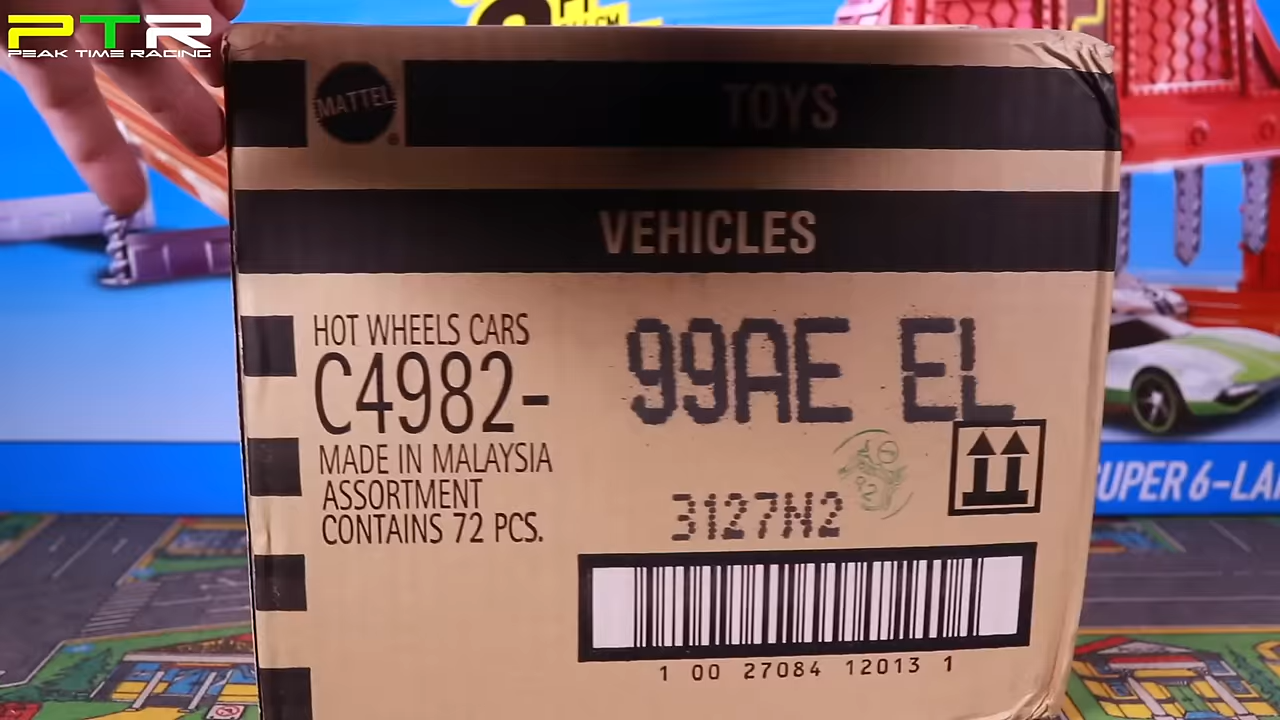 PTR
PEAK TIME RACING
MATTEL
TOYS
VEHICLES
HOT WHEELS CARS
C4982-
99AE EL
MADE IN MALAYSIA
ASSORTMENT
CONTAINS 72 PCS.
3127N2
1 00 27084 12013 1
SUPER 6-LA